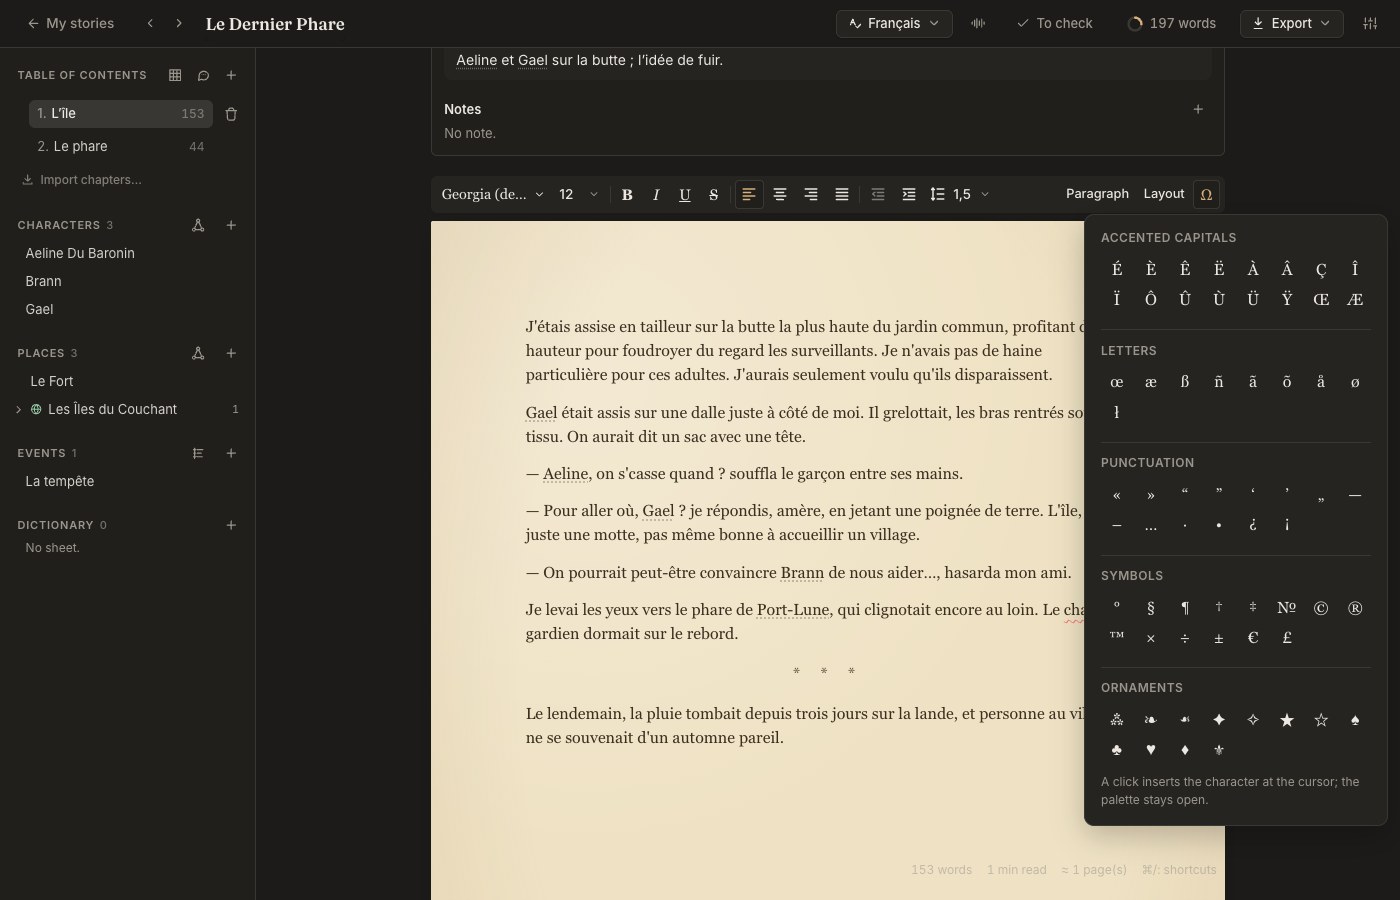 My stories
Le Dernier Phare
Français
To check
197 words
Export
TABLE OF CONTENTS
1. L'île 153
2. Le phare 44
Import chapters...
CHARACTERS 3
Aeline Du Baronin
Brann
Gael
PLACES 3
Le Fort
Les Îles du Couchant 1
EVENTS 1
La tempête
DICTIONARY 0
No sheet.
Aeline et Gael sur la butte ; l'idée de fuir.
Notes
No note.
Georgia (de... 12 B I U S 1,5 Paragraph Layout Ω
J'étais assise en tailleur sur la butte la plus haute du jardin commun, profitant
hauteur pour foudroyer du regard les surveillants. Je n'avais pas de haine
particulière pour ces adultes. J'aurais seulement voulu qu'ils disparaissent.
Gael était assis sur une dalle juste à côté de moi. Il grelottait, les bras rentrés
tissu. On aurait dit un sac avec une tête.
— Aeline, on s'casse quand ? souffla le garçon entre ses mains.
— Pour aller où, Gael ? je répondis, amère, en jetant une poignée de terre. L'île,
juste une motte, pas même bonne à accueillir un village.
— On pourrait peut-être convaincre Brann de nous aider..., hasarda mon ami.
Je levai les yeux vers le phare de Port-Lune, qui clignotait encore au loin. Le
gardien dormait sur le rebord.
* * *
Le lendemain, la pluie tombait depuis trois jours sur la lande, et personne au
ne se souvenait d'un automne pareil.
153 words 1 min read ≈ 1 page(s) ⌘/: shortcuts
ACCENTED CAPITALS
É È Ê Ë À Â Ç Î
Ï Ô Û Ù Ü Ÿ Œ Æ
LETTERS
œ æ ß ñ ã õ å ø
ł
PUNCTUATION
« » “ ” ‘ ’ „ —
– … · • ¿ ¡
SYMBOLS
° § ¶ † ‡ № © ®
™ × ÷ ± € £
ORNAMENTS
⁂ ❧ ☙ ✦ ✧ ★ ☆ ♠
♣ ♥ ♦ ⚜
A click inserts the character at the cursor; the
palette stays open.